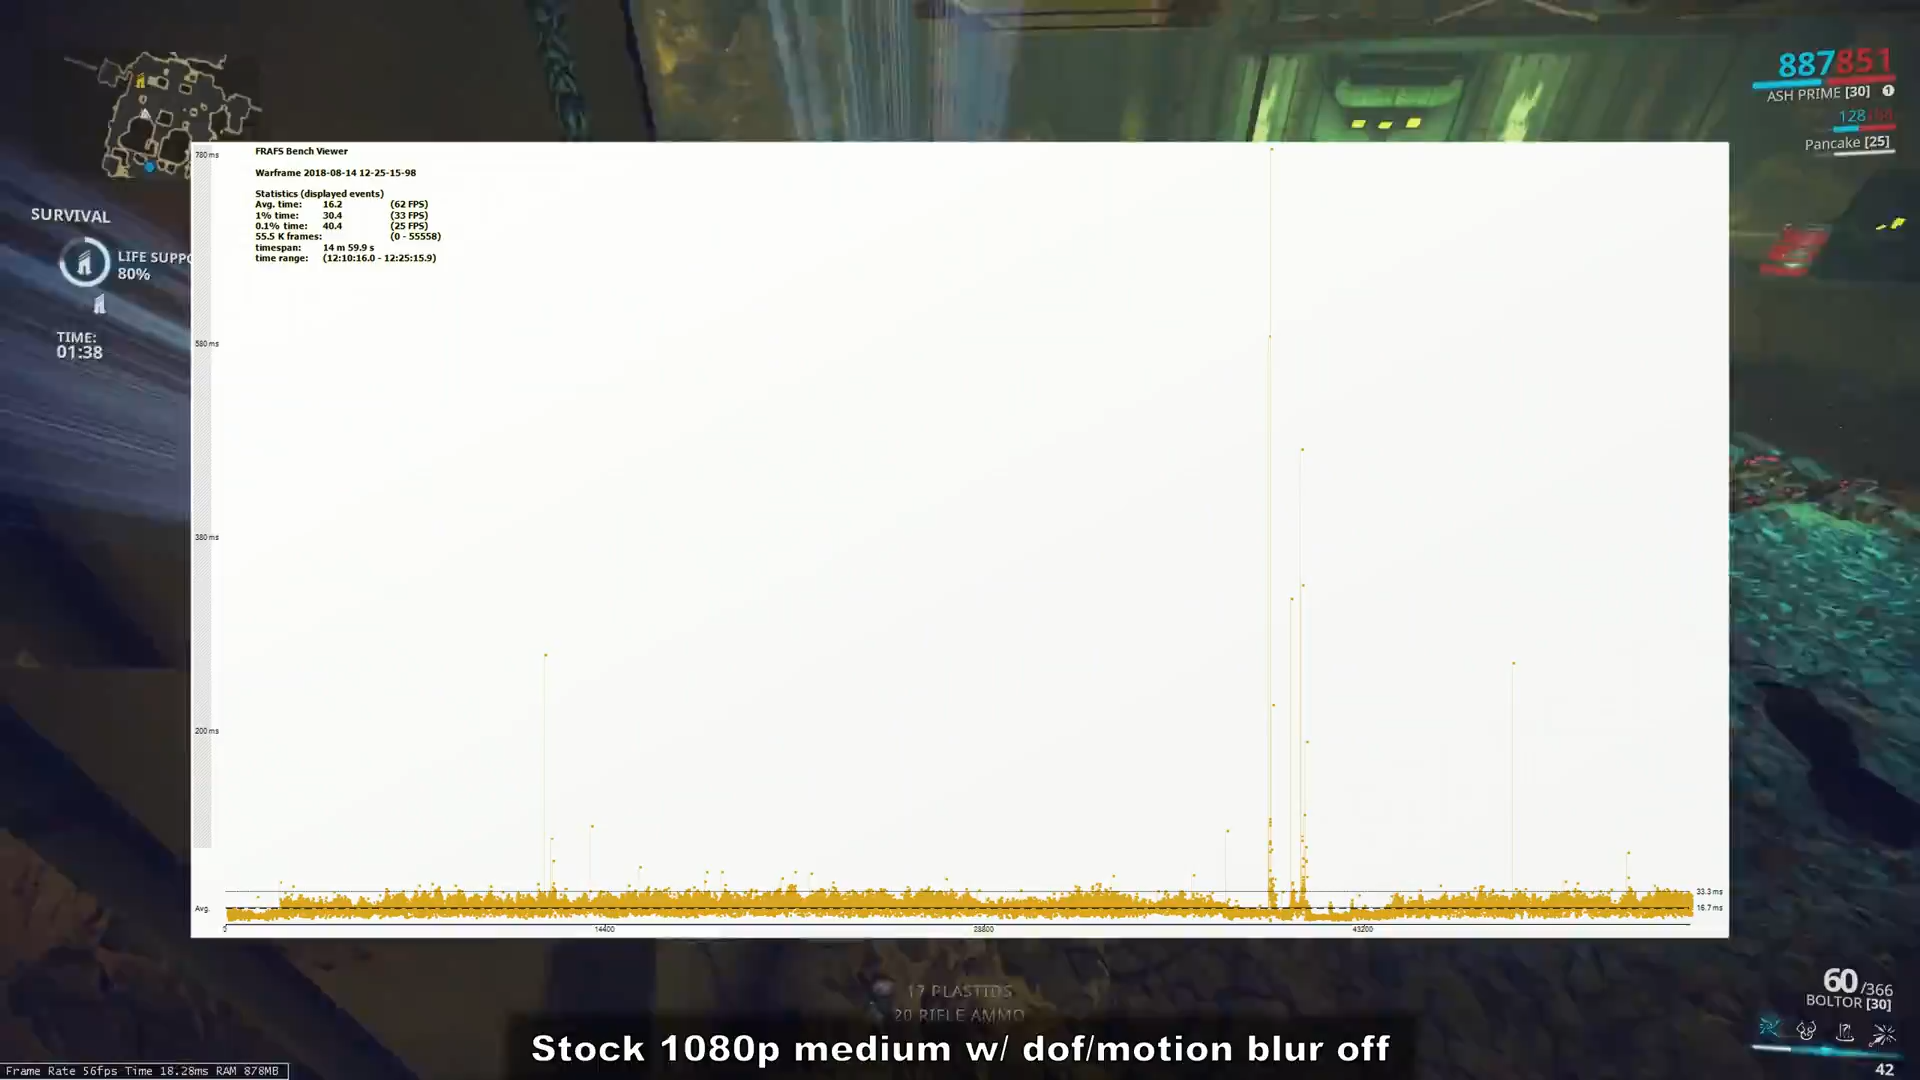 887851
ASH PRIME [30] 1
128
Pancake [25]
SURVIVAL
LIFE SUPP
80%
TIME:
01:38
FRAFS Bench Viewer
Warframe 2018-08-14 12-25-15-98
Statistics (displayed events)
Avg. time: 16.2 (62 FPS)
1% time: 30.4 (33 FPS)
0.1% time: 40.4 (25 FPS)
55.5 K frames: (0 - 55558)
timespan: 14 m 59.9 s
time range: (12:10:16.0 - 12:25:15.9)
780 ms
580 ms
380 ms
200 ms
Avg.
33.3 ms
16.7 ms
0 14400 28800 43200
17 PLASTIDS
20 RIFLE AMMO
60/366
BOLTOR [30]
42
Stock 1080p medium w/ dof/motion blur off
Frame Rate 56fps Time 18.28ms RAM 878MB